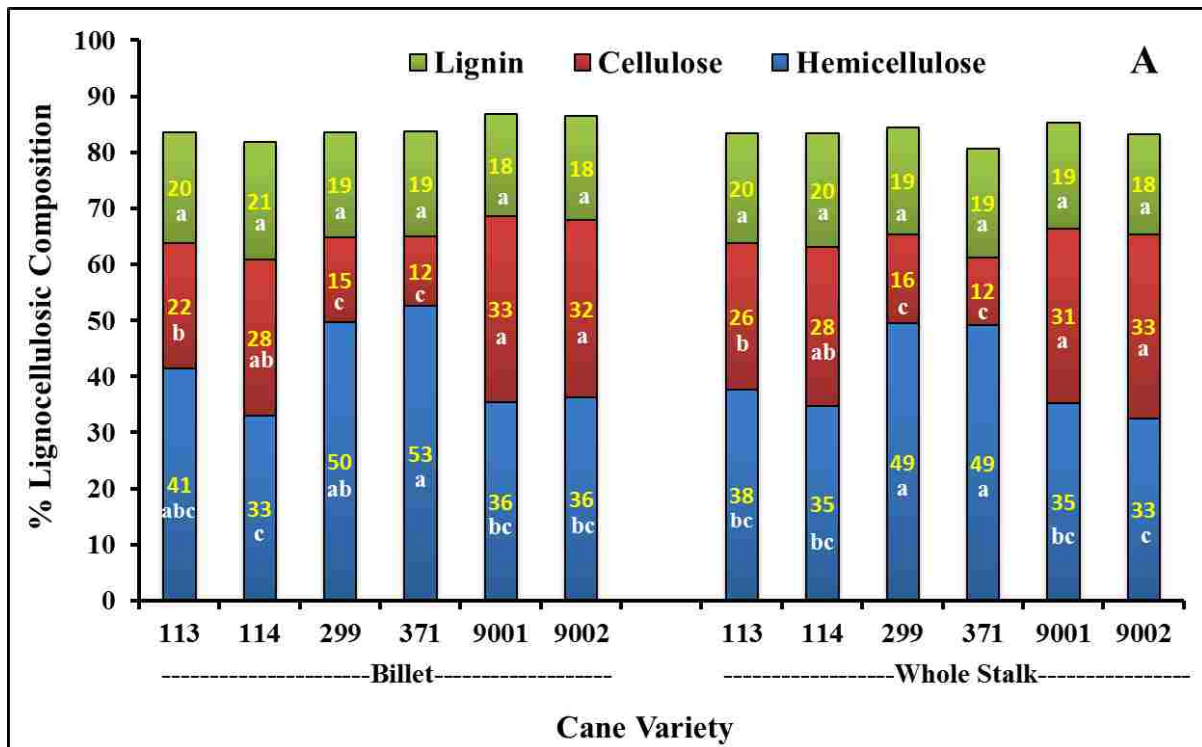 A
Lignin Cellulose Hemicellulose
% Lignocellulosic Composition
100
90
80
70
60
50
40
30
20
10
0
20 21 19 19 18 18 20 20 19 19 19 18
a a a a a a a a a a a a
22 28 15 12 33 32 26 28 16 12 31 33
b ab c c a a b ab c c a a
41 33 50 53 36 36 38 35 49 49 35 33
abc c ab a bc bc bc bc a a bc c
113 114 299 371 9001 9002 113 114 299 371 9001 9002
-----------------------Billet------------------- -------------------Whole Stalk-----------------
Cane Variety